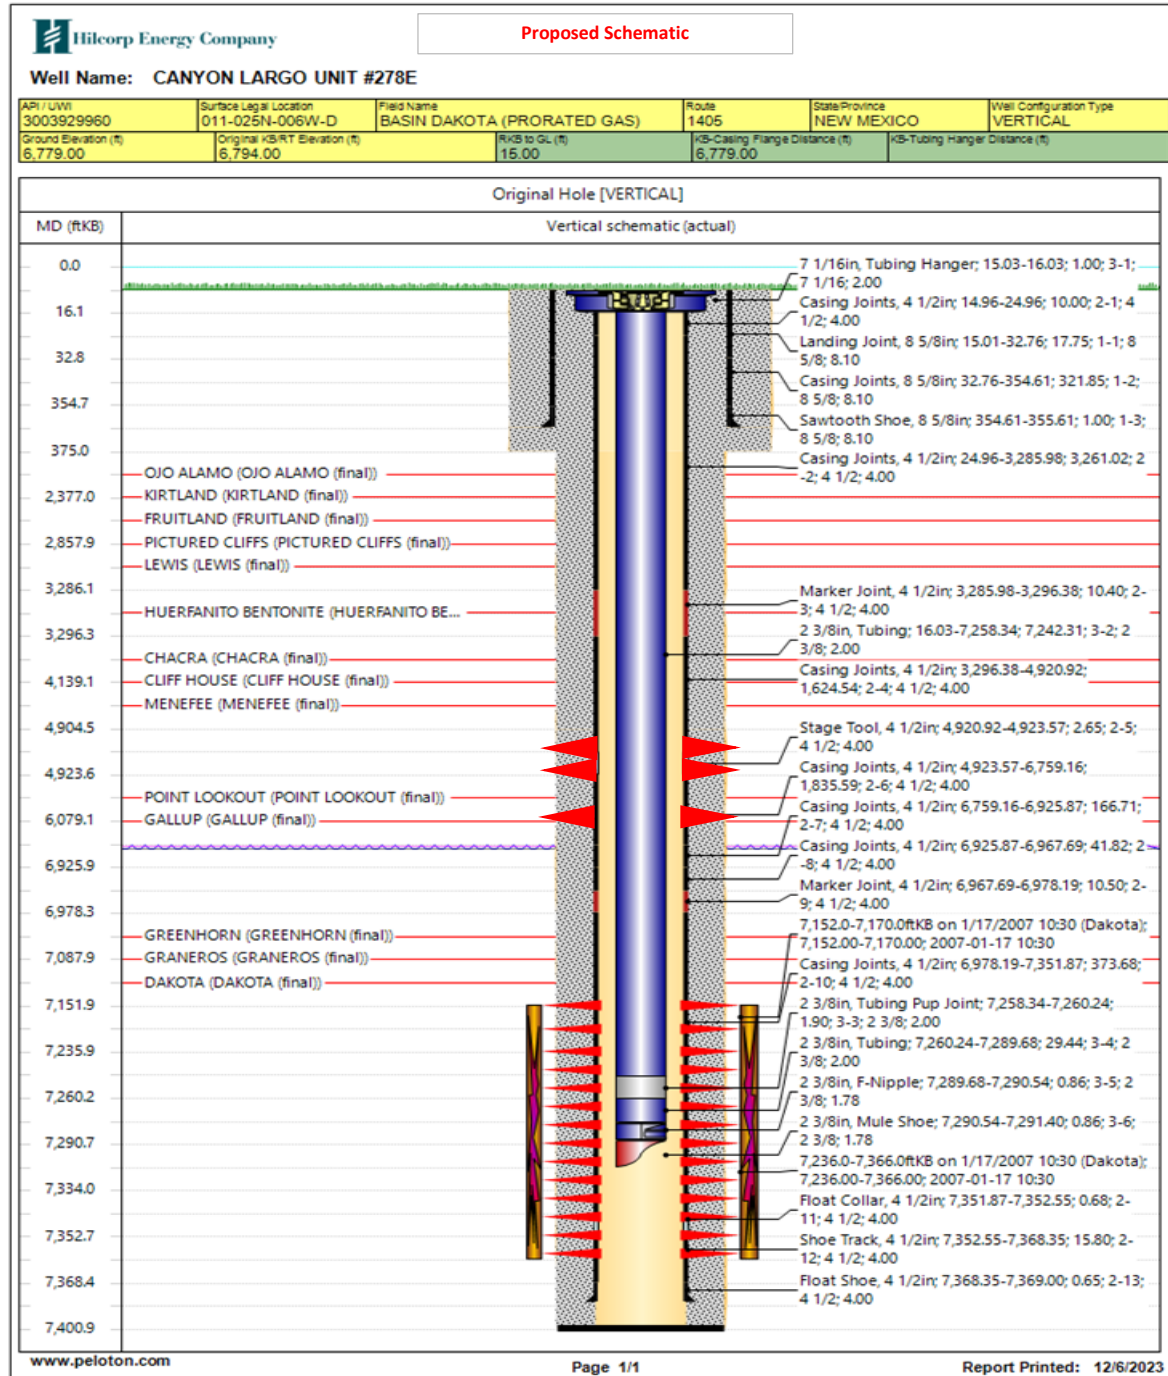 Hilcorp Energy Company
Proposed Schematic
Well Name: CANYON LARGO UNIT #278E
API / UWI
3003929960
Surface Legal Location
011-025N-006W-D
Field Name
BASIN DAKOTA (PRORATED GAS)
Route
1405
State/Province
NEW MEXICO
Well Configuration Type
VERTICAL
Ground Elevation (ft)
6,779.00
Original KB/RT Elevation (ft)
6,794.00
RKB to GL (ft)
15.00
KB-Casing Flange Distance (ft)
6,779.00
KB-Tubing Hanger Distance (ft)
Original Hole [VERTICAL]
MD (ftKB)
Vertical schematic (actual)
0.0
16.1
32.8
354.7
375.0
2,377.0
2,857.9
3,286.1
3,296.3
4,139.1
4,904.5
4,923.6
6,079.1
6,925.9
6,978.3
7,087.9
7,151.9
7,235.9
7,260.2
7,290.7
7,334.0
7,352.7
7,368.4
7,400.9
OJO ALAMO (OJO ALAMO (final))
KIRTLAND (KIRTLAND (final))
FRUITLAND (FRUITLAND (final))
PICTURED CLIFFS (PICTURED CLIFFS (final))
LEWIS (LEWIS (final))
HUERFANITO BENTONITE (HUERFANITO BE...
CHACRA (CHACRA (final))
CLIFF HOUSE (CLIFF HOUSE (final))
MENEFEE (MENEFEE (final))
POINT LOOKOUT (POINT LOOKOUT (final))
GALLUP (GALLUP (final))
GREENHORN (GREENHORN (final))
GRANEROS (GRANEROS (final))
DAKOTA (DAKOTA (final))
7 1/16in, Tubing Hanger; 15.03-16.03; 1.00; 3-1;
7 1/16; 2.00
Casing Joints, 4 1/2in; 14.96-24.96; 10.00; 2-1; 4
1/2; 4.00
Landing Joint, 8 5/8in; 15.01-32.76; 17.75; 1-1; 8
5/8; 8.10
Casing Joints, 8 5/8in; 32.76-354.61; 321.85; 1-2;
8 5/8; 8.10
Sawtooth Shoe, 8 5/8in; 354.61-355.61; 1.00; 1-3;
8 5/8; 8.10
Casing Joints, 4 1/2in; 24.96-3,285.98; 3,261.02; 2
-2; 4 1/2; 4.00
Marker Joint, 4 1/2in; 3,285.98-3,296.38; 10.40; 2-
3; 4 1/2; 4.00
2 3/8in, Tubing; 16.03-7,258.34; 7,242.31; 3-2; 2
3/8; 2.00
Casing Joints, 4 1/2in; 3,296.38-4,920.92;
1,624.54; 2-4; 4 1/2; 4.00
Stage Tool, 4 1/2in; 4,920.92-4,923.57; 2.65; 2-5;
4 1/2; 4.00
Casing Joints, 4 1/2in; 4,923.57-6,759.16;
1,835.59; 2-6; 4 1/2; 4.00
Casing Joints, 4 1/2in; 6,759.16-6,925.87; 166.71;
2-7; 4 1/2; 4.00
Casing Joints, 4 1/2in; 6,925.87-6,967.69; 41.82; 2
-8; 4 1/2; 4.00
Marker Joint, 4 1/2in; 6,967.69-6,978.19; 10.50; 2-
9; 4 1/2; 4.00
7,152.0-7,170.0ftKB on 1/17/2007 10:30 (Dakota);
7,152.00-7,170.00; 2007-01-17 10:30
Casing Joints, 4 1/2in; 6,978.19-7,351.87; 373.68;
2-10; 4 1/2; 4.00
2 3/8in, Tubing Pup Joint; 7,258.34-7,260.24;
1.90; 3-3; 2 3/8; 2.00
2 3/8in, Tubing; 7,260.24-7,289.68; 29.44; 3-4; 2
3/8; 2.00
2 3/8in, F-Nipple; 7,289.68-7,290.54; 0.86; 3-5; 2
3/8; 1.78
2 3/8in, Mule Shoe; 7,290.54-7,291.40; 0.86; 3-6;
2 3/8; 1.78
7,236.0-7,366.0ftKB on 1/17/2007 10:30 (Dakota);
7,236.00-7,366.00; 2007-01-17 10:30
Float Collar, 4 1/2in; 7,351.87-7,352.55; 0.68; 2-
11; 4 1/2; 4.00
Shoe Track, 4 1/2in; 7,352.55-7,368.35; 15.80; 2-
12; 4 1/2; 4.00
Float Shoe, 4 1/2in; 7,368.35-7,369.00; 0.65; 2-13;
4 1/2; 4.00
www.peloton.com
Page 1/1
Report Printed: 12/6/2023